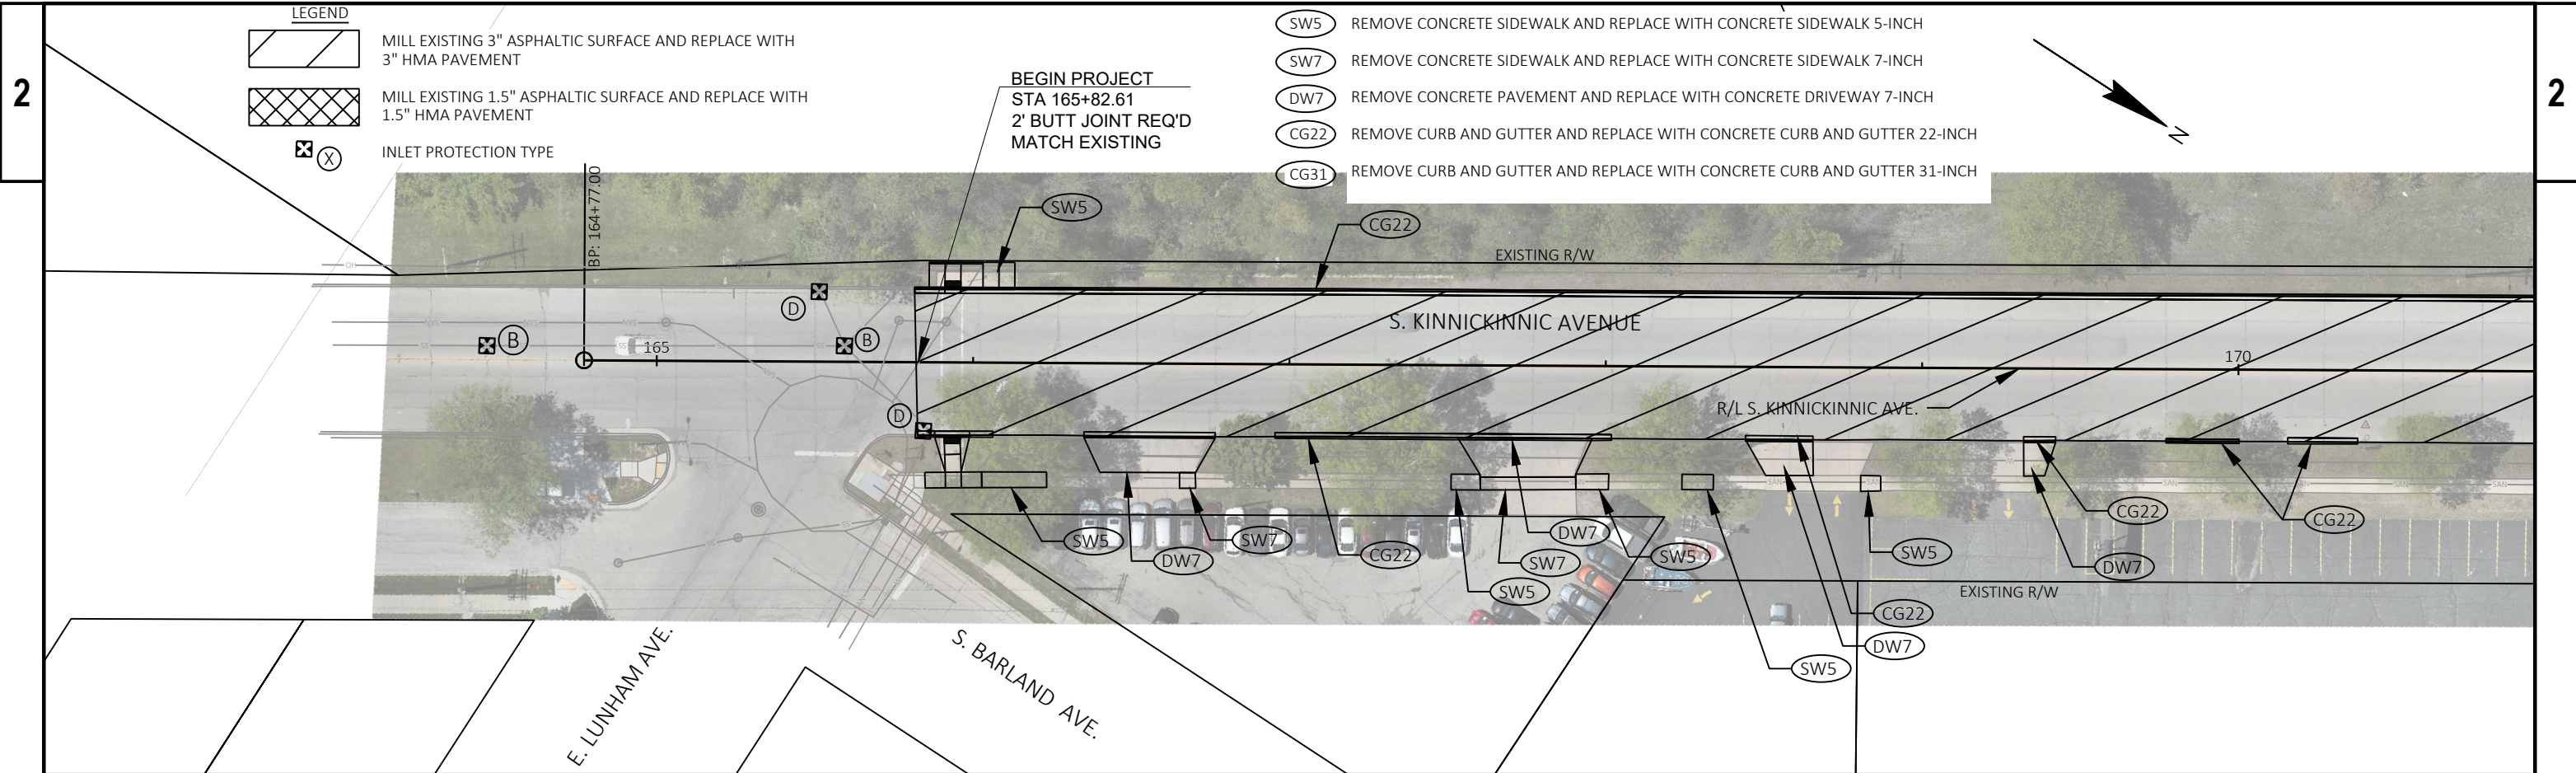 LEGEND
MILL EXISTING 3" ASPHALTIC SURFACE AND REPLACE WITH
3" HMA PAVEMENT
MILL EXISTING 1.5" ASPHALTIC SURFACE AND REPLACE WITH
1.5" HMA PAVEMENT
X
INLET PROTECTION TYPE
BEGIN PROJECT
STA 165+82.61
2' BUTT JOINT REQ'D
MATCH EXISTING
SW5 REMOVE CONCRETE SIDEWALK AND REPLACE WITH CONCRETE SIDEWALK 5-INCH
SW7 REMOVE CONCRETE SIDEWALK AND REPLACE WITH CONCRETE SIDEWALK 7-INCH
DW7 REMOVE CONCRETE PAVEMENT AND REPLACE WITH CONCRETE DRIVEWAY 7-INCH
CG22 REMOVE CURB AND GUTTER AND REPLACE WITH CONCRETE CURB AND GUTTER 22-INCH
CG31 REMOVE CURB AND GUTTER AND REPLACE WITH CONCRETE CURB AND GUTTER 31-INCH
N
2
2
BP: 164+77.00
SW5
CG22
EXISTING R/W
OH
D
B
B
S. KINNICKINNIC AVENUE
165
170
D
R/L S. KINNICKINNIC AVE.
SW5
DW7
SW7
CG22
SW5
SW7
DW7
SW5
SW5
DW7
CG22
SW5
DW7
CG22
CG22
EXISTING R/W
E. LUNHAM AVE.
S. BARLAND AVE.